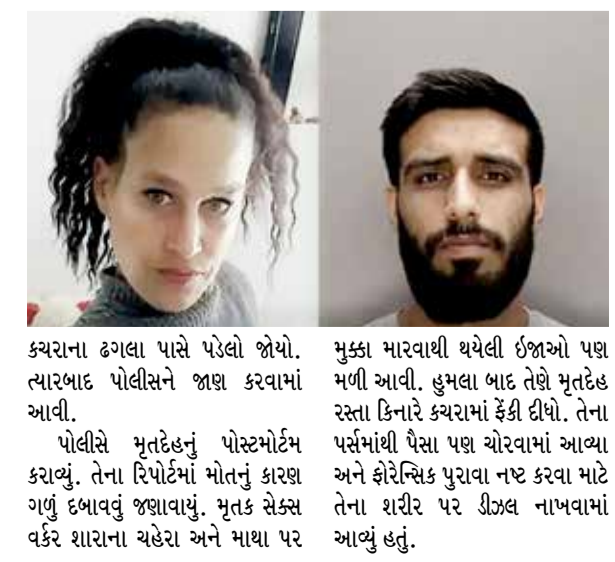 કચરાના ઢગલા પાસે પડેલો જોયો.
ત્યારબાદ પોલીસને જાણ કરવામાં
આવી.
પોલીસે મૃતદેહનું પોસ્ટમોર્ટમ
કરાવ્યું. તેના રિપોર્ટમાં મોતનું કારણ
ગળું દબાવવું જણાવાયું. મૃતક સેક્સ
વર્કર શારાના ચહેરા અને માથા પર
મુક્કા મારવાથી થયેલી ઇજાઓ પણ
મળી આવી. હુમલા બાદ તેણે મૃતદેહ
રસ્તા કિનારે કચરામાં ફેંકી દીધો. તેના
પર્સમાંથી પૈસા પણ ચોરવામાં આવ્યા
અને ફોરેન્સિક પુરાવા નષ્ટ કરવા માટે
તેના શરીર પર ડીઝલ નાખવામાં
આવ્યું હતું.